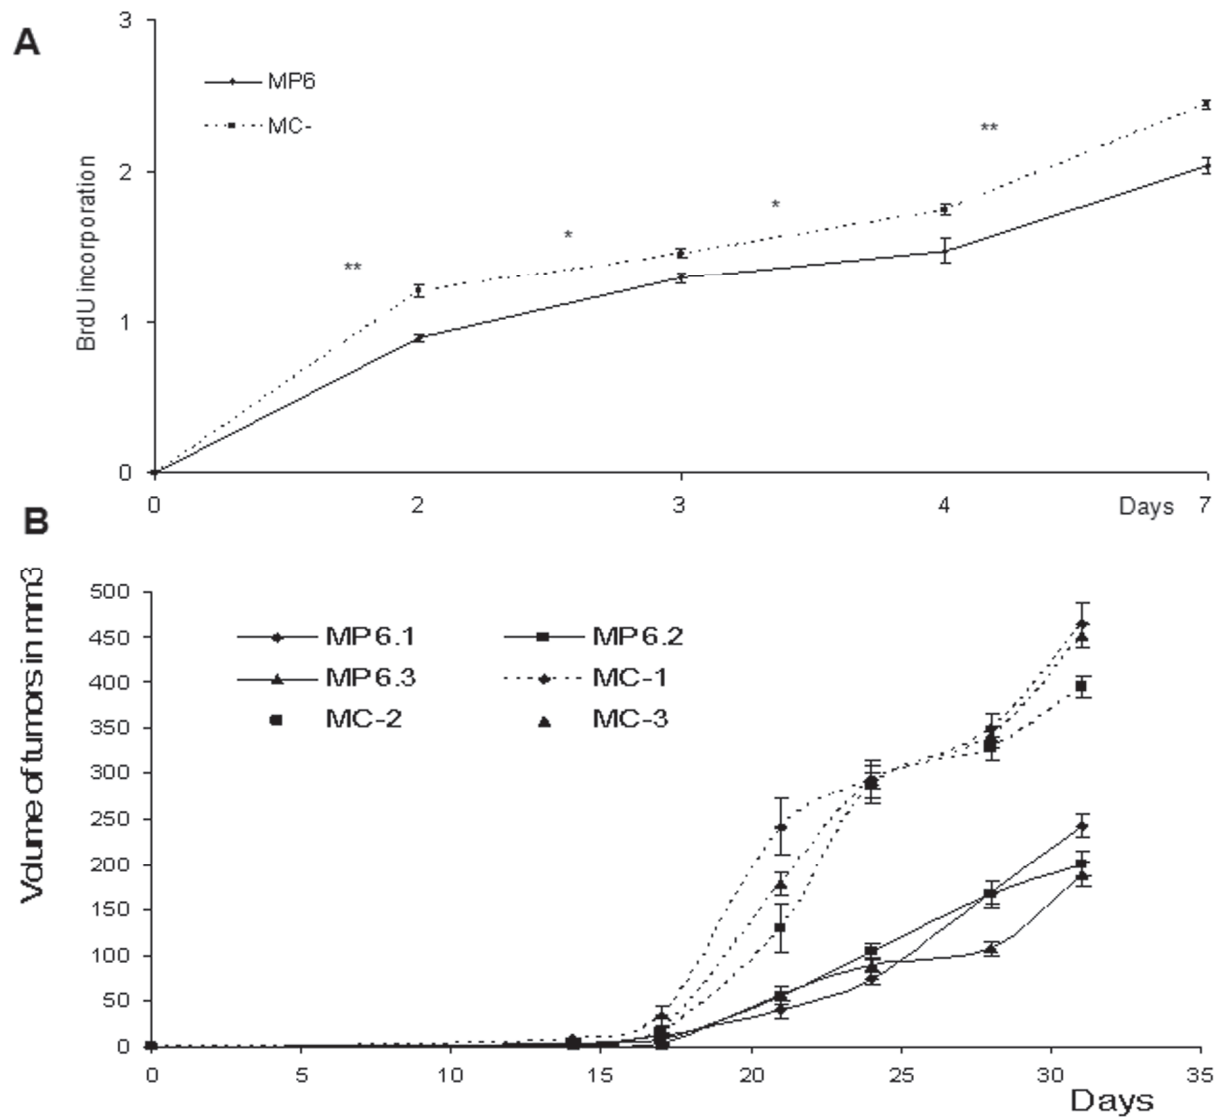 A
3
MP6
MC-
**
2
*
*
**
BrdU incorporation
1
0
0 2 3 4 Days 7
B
Volume of tumors in mm3
500
450
400
350
300
250
200
150
100
50
0
MP6.1 MP6.2
MP6.3 MC-1
MC-2 MC-3
0 5 10 15 20 25 30 35
Days